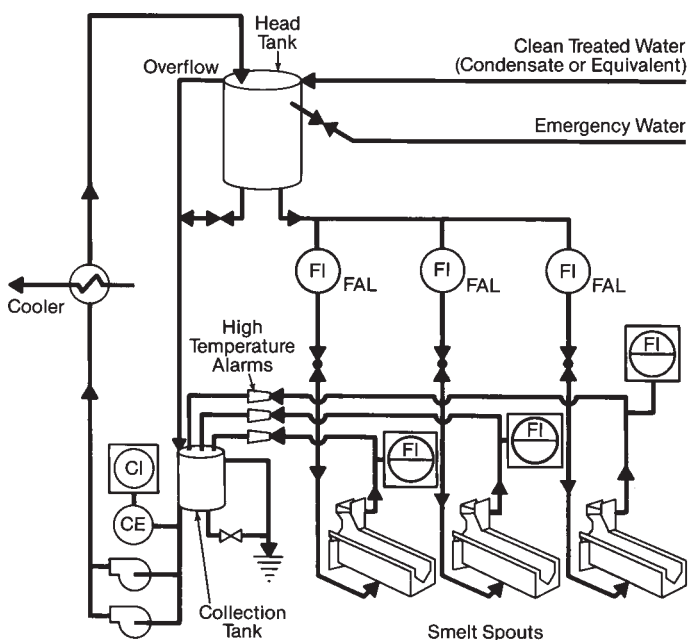 Head
Tank
Overflow
Clean Treated Water
(Condensate or Equivalent)
Emergency Water
FI
FAL
FI
FAL
FI
FAL
Cooler
High
Temperature
Alarms
FI
FI
FI
CI
CE
Collection
Tank
Smelt Spouts